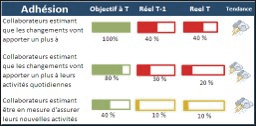 Adhésion Objectif à T Réel T-1 Reel T Tendance
Collaborateurs estimant
que les changements vont
apporter un plus à
100% 40 % 40 %
Collaborateurs estimant
que les changements vont
apporter un plus à leurs
activités quotidiennes
80 % 30 % 20 %
Collaborateurs estimant
être en mesure d'assurer
leurs nouvelles activités
40 % 10 % 10 %